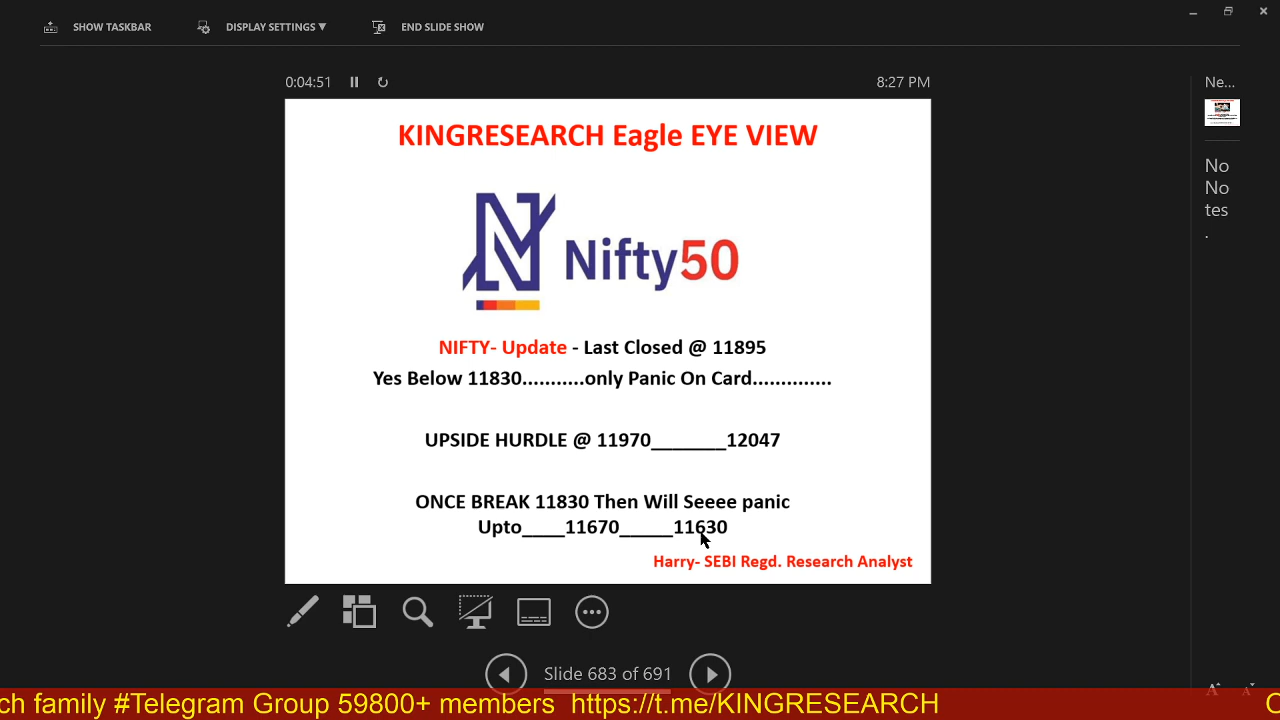 SHOW TASKBAR DISPLAY SETTINGS ▼ END SLIDE SHOW
0:04:51 8:27 PM
Ne...
KINGRESEARCH Eagle EYE VIEW
Nifty50
NIFTY- Update - Last Closed @ 11895
Yes Below 11830...........only Panic On Card..............
UPSIDE HURDLE @ 11970_______12047
ONCE BREAK 11830 Then Will Seeee panic
Upto____11670_____11630
Harry- SEBI Regd. Research Analyst
No
No
tes
.
Slide 683 of 691
ch family #Telegram Group 59800+ members https://t.me/KINGRESEARCH